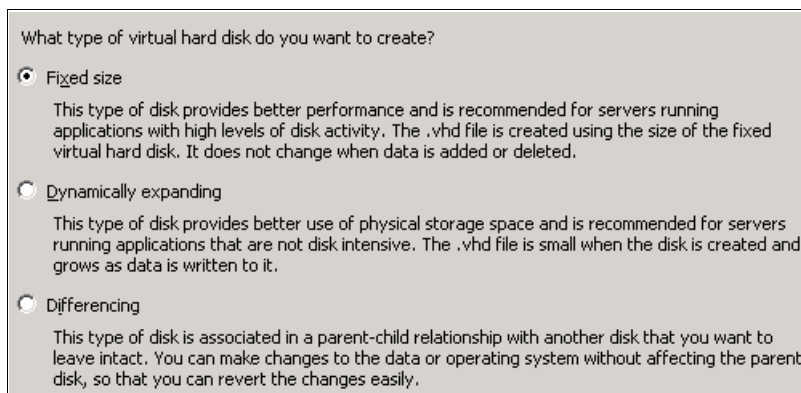 What type of virtual hard disk do you want to create?
Fixed size
This type of disk provides better performance and is recommended for servers running
applications with high levels of disk activity. The .vhd file is created using the size of the fixed
virtual hard disk. It does not change when data is added or deleted.
Dynamically expanding
This type of disk provides better use of physical storage space and is recommended for servers
running applications that are not disk intensive. The .vhd file is small when the disk is created and
grows as data is written to it.
Differencing
This type of disk is associated in a parent-child relationship with another disk that you want to
leave intact. You can make changes to the data or operating system without affecting the parent
disk, so that you can revert the changes easily.